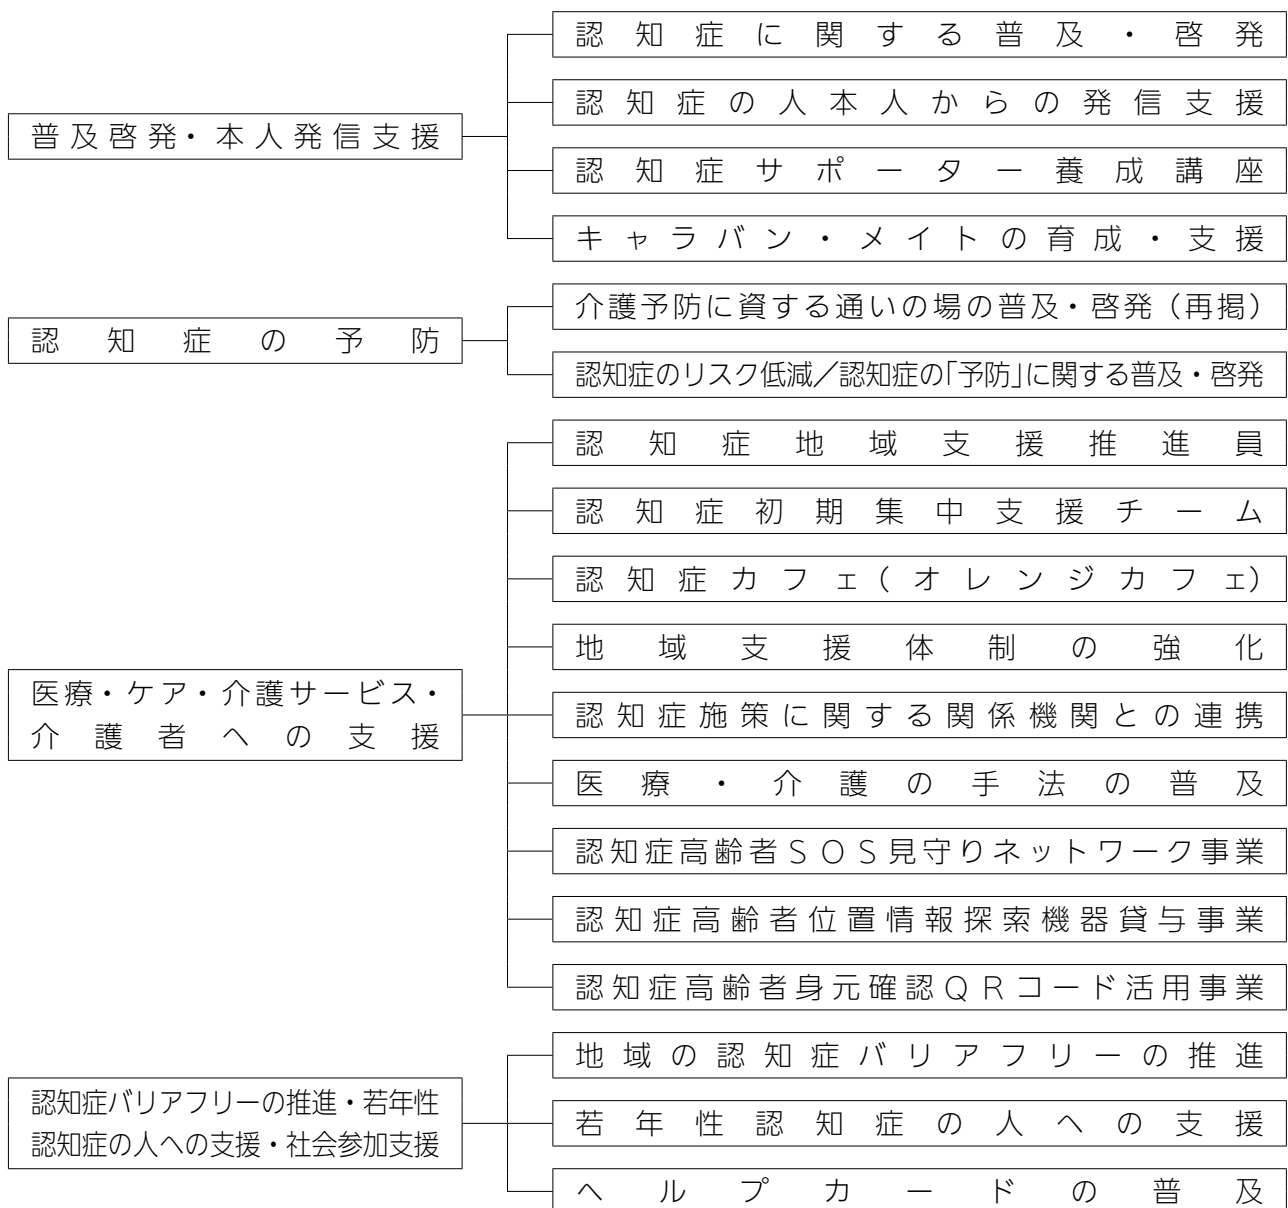 普及啓発・本人発信支援
認知症に関する普及・啓発
認知症の人本人からの発信支援
認知症サポーター養成講座
キャラバン・メイトの育成・支援
認知症の予防
介護予防に資する通いの場の普及・啓発（再掲）
認知症のリスク低減／認知症の「予防」に関する普及・啓発
医療・ケア・介護サービス・
介護者への支援
認知症地域支援推進員
認知症初期集中支援チーム
認知症カフェ（オレンジカフェ）
地域支援体制の強化
認知症施策に関する関係機関との連携
医療・介護の手法の普及
認知症高齢者ＳＯＳ見守りネットワーク事業
認知症高齢者位置情報探索機器貸与事業
認知症高齢者身元確認ＱＲコード活用事業
認知症バリアフリーの推進・若年性
認知症の人への支援・社会参加支援
地域の認知症バリアフリーの推進
若年性認知症の人への支援
ヘルプカードの普及